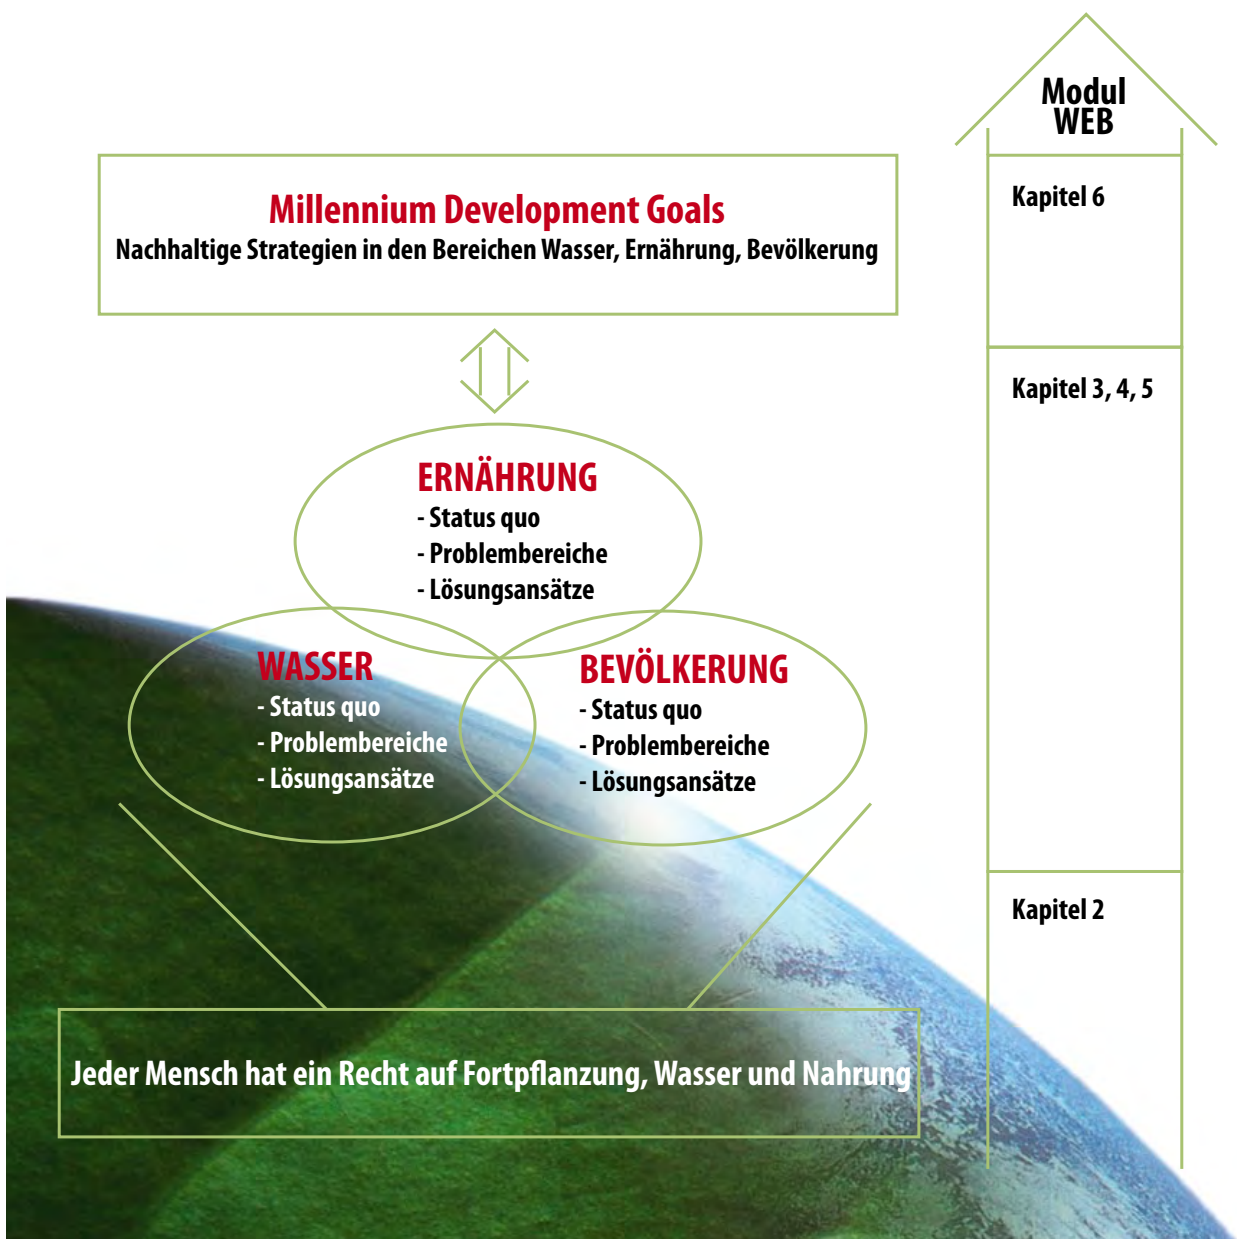 Modul
WEB
Millennium Development Goals
Nachhaltige Strategien in den Bereichen Wasser, Ernährung, Bevölkerung
Kapitel 6
Kapitel 3, 4, 5
ERNÄHRUNG
- Status quo
- Problembereiche
- Lösungsansätze
WASSER
- Status quo
- Problembereiche
- Lösungsansätze
BEVÖLKERUNG
- Status quo
- Problembereiche
- Lösungsansätze
Kapitel 2
Jeder Mensch hat ein Recht auf Fortpflanzung, Wasser und Nahrung